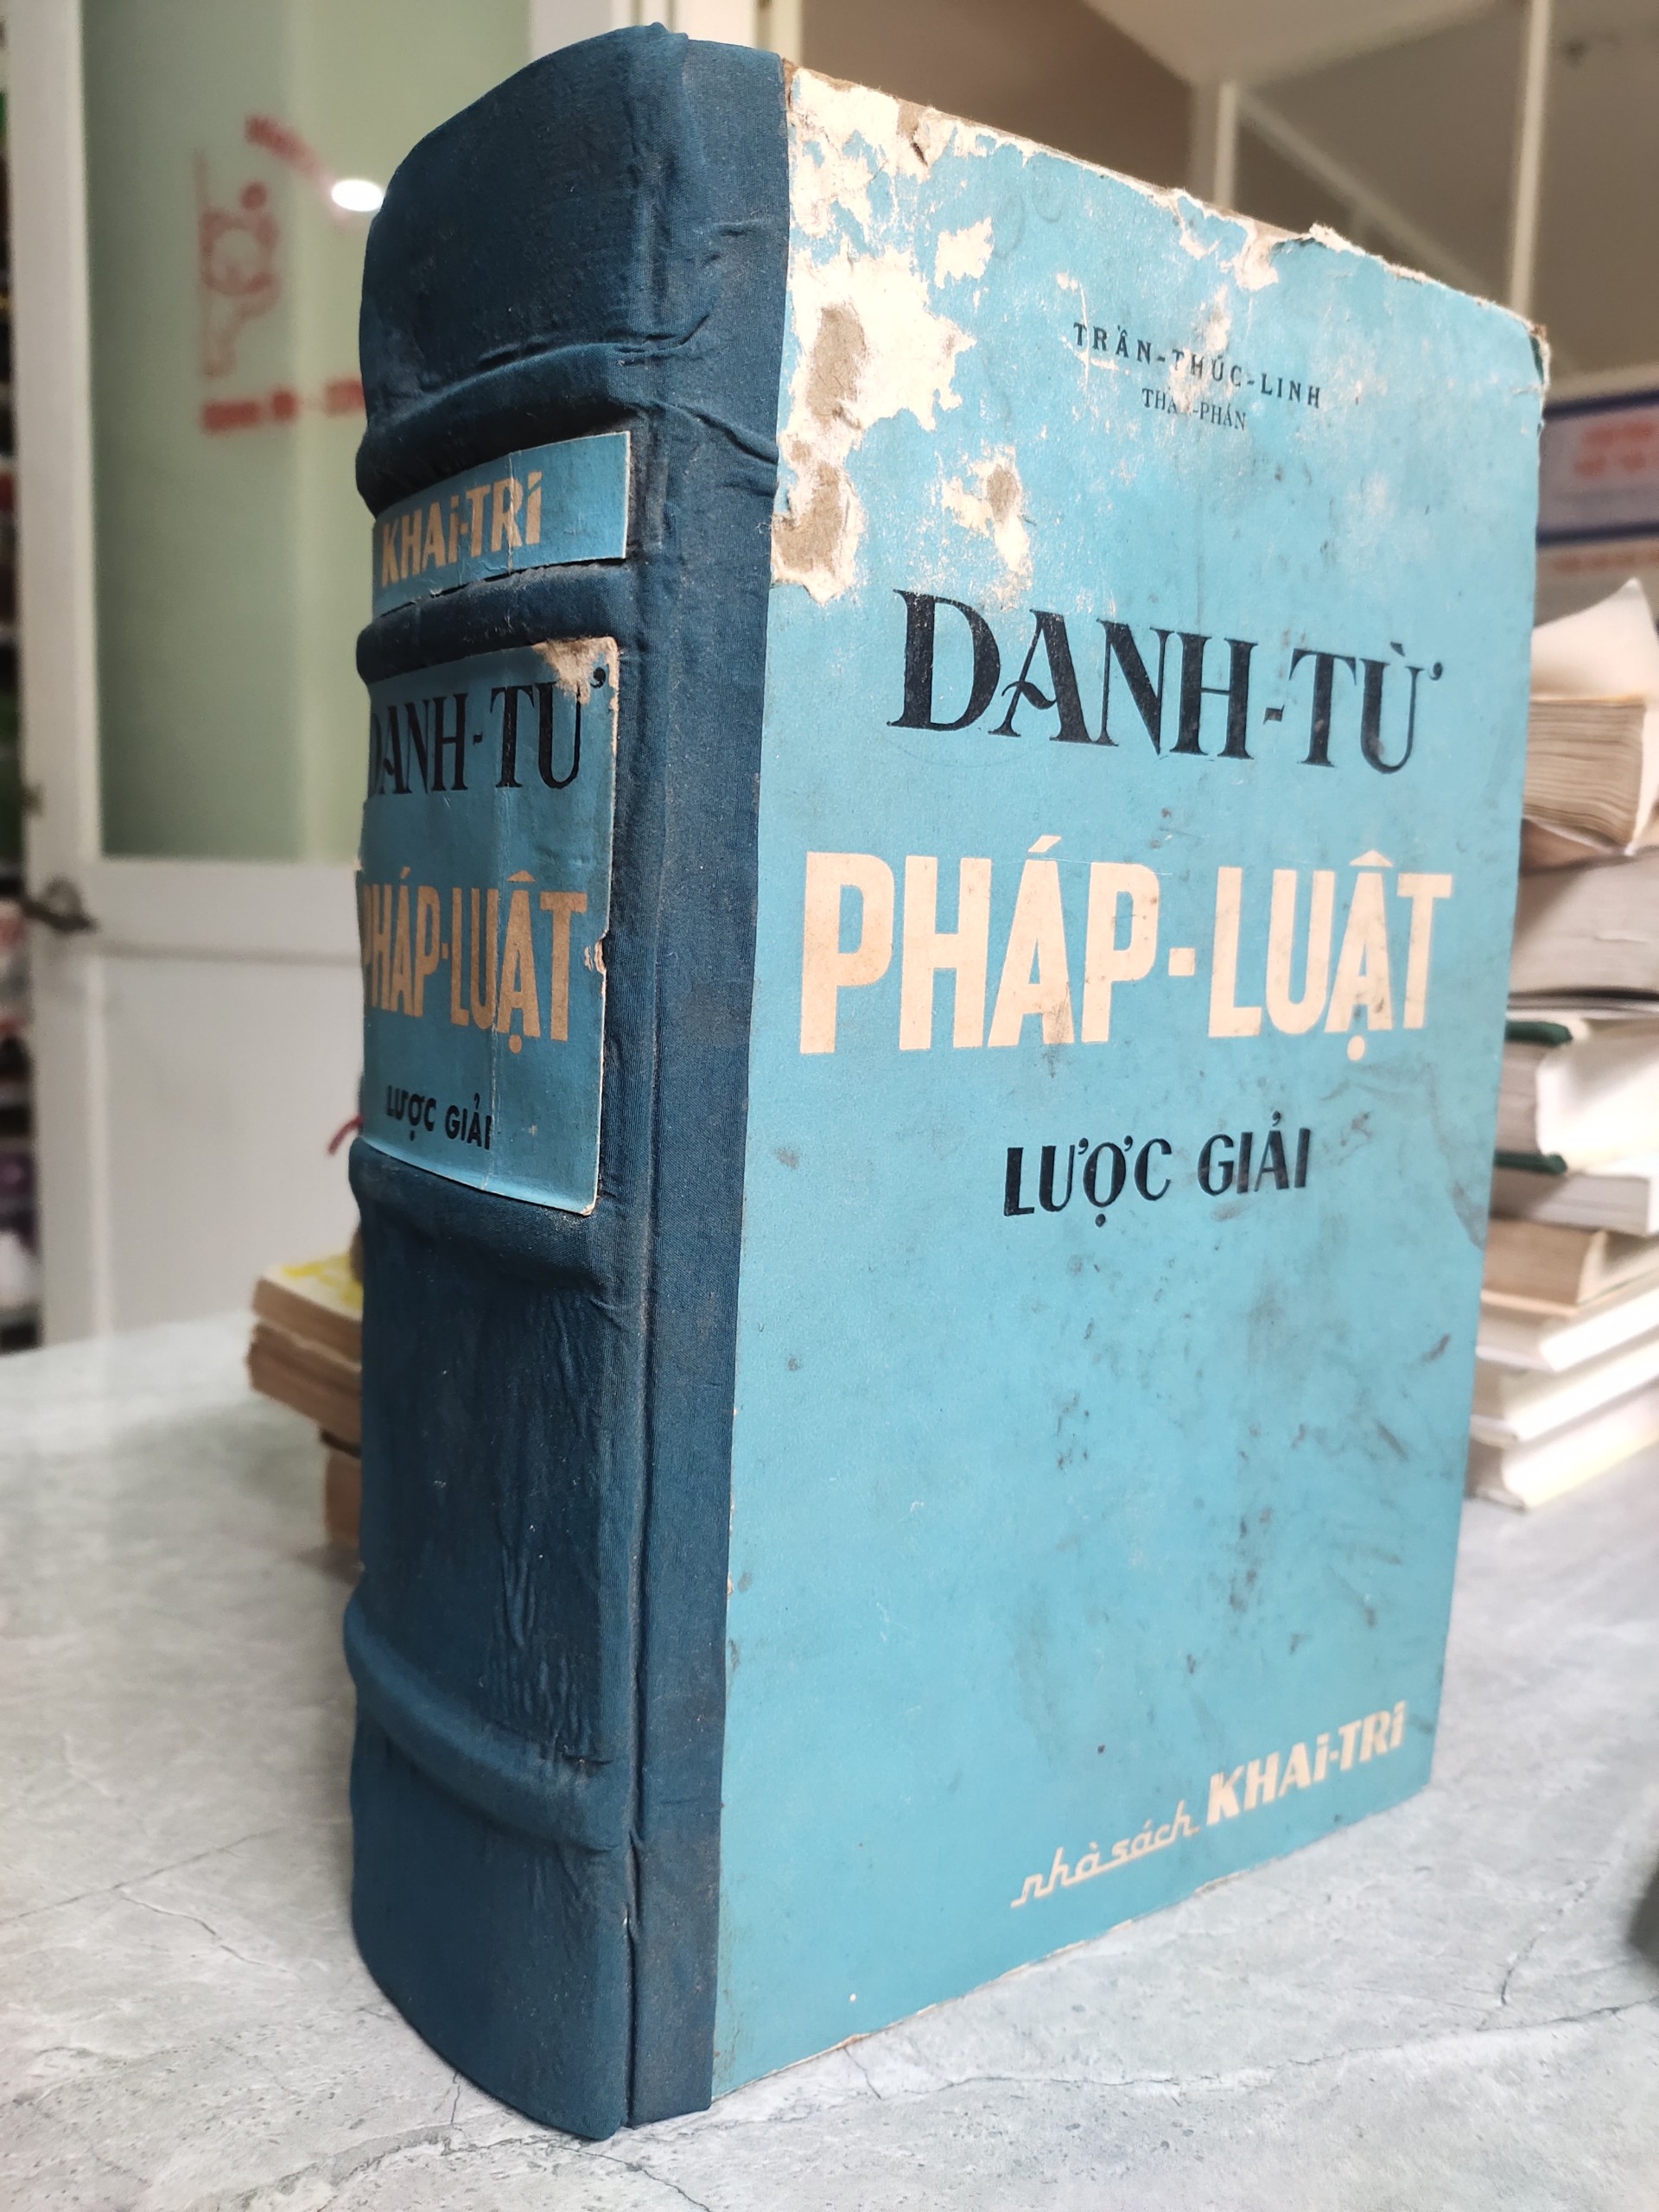 KHAI-TRÍ
DANH-TỪ
PHÁP-LUẬT
LƯỢC GIẢI
TRẦN-THÚC-LINH
DANH-TỪ
PHÁP-LUẬT
LƯỢC GIẢI
nhà sách KHAI-TRÍ